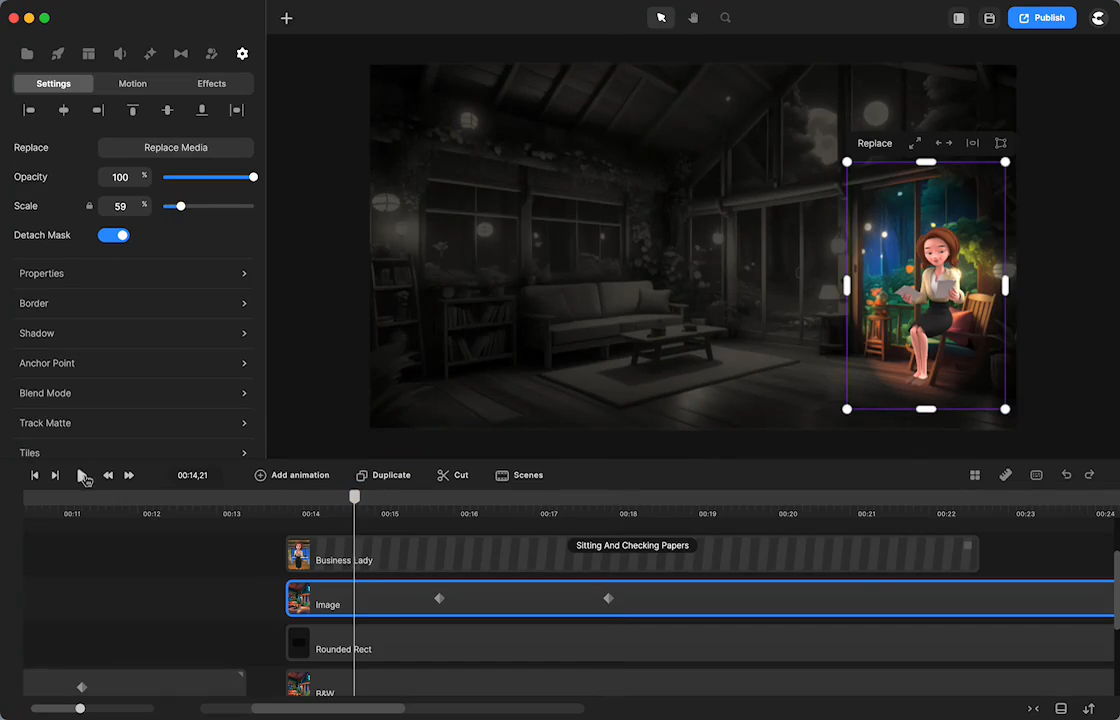 Publish
Settings Motion Effects
Replace Replace Media
Opacity 100 %
Scale 59 %
Detach Mask
Properties
Border
Shadow
Anchor Point
Blend Mode
Track Matte
Tiles
Replace
00:14,21 Add animation Duplicate Cut Scenes
00:11 00:12 00:13 00:14 00:15 00:16 00:17 00:18 00:19 00:20 00:21 00:22 00:23 00:24
Sitting And Checking Papers
Business Lady
Image
Rounded Rect
B&W